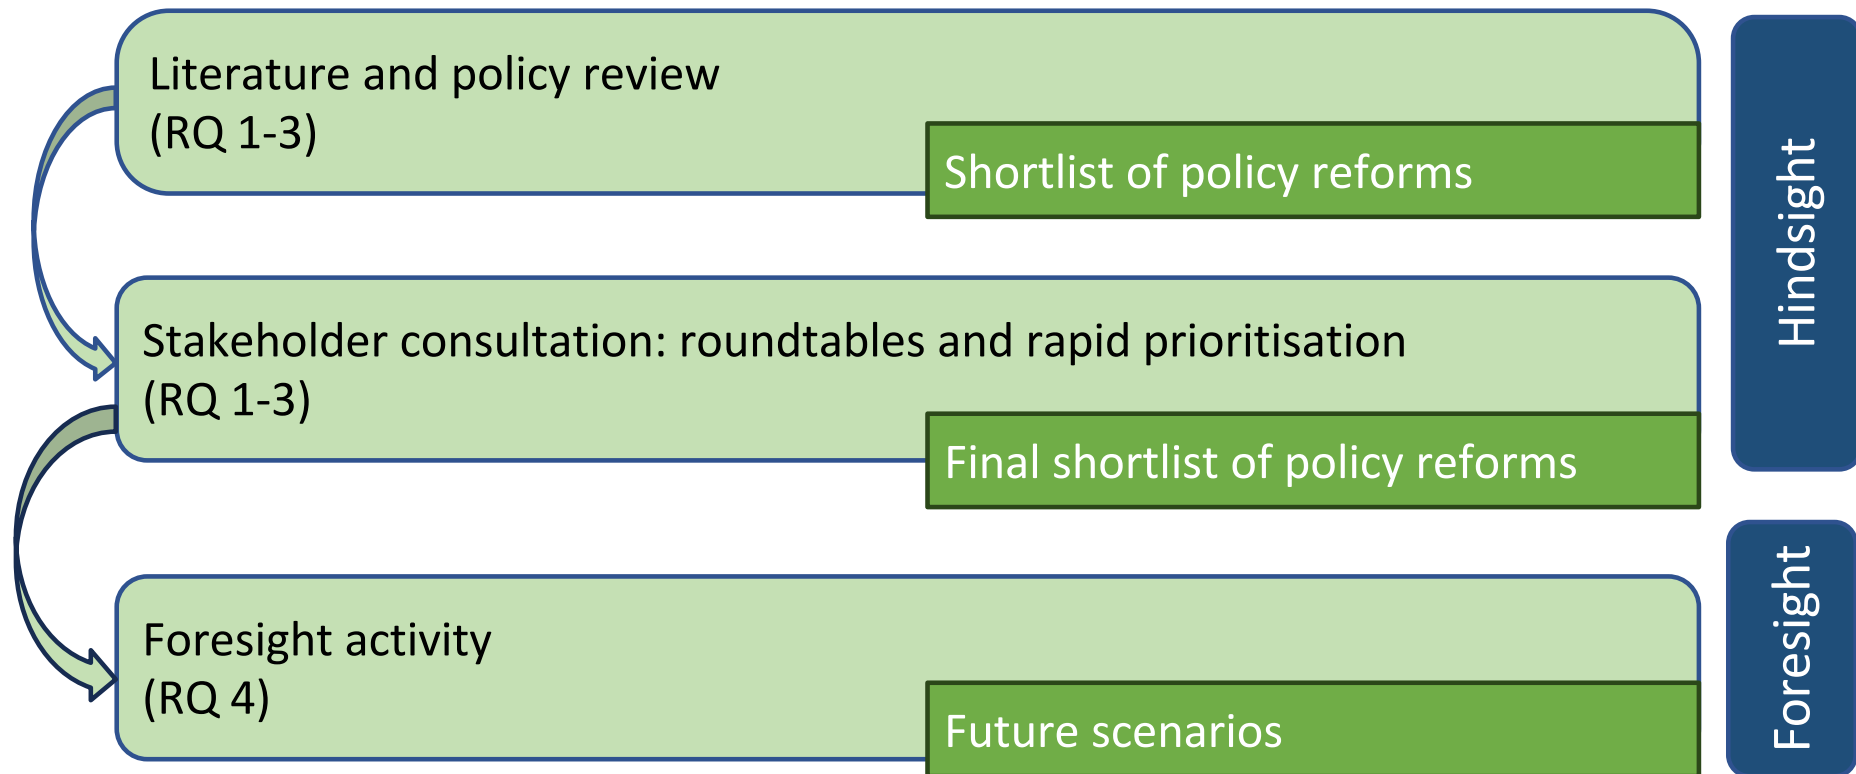 Literature and policy review
(RQ 1-3)
Shortlist of policy reforms
Stakeholder consultation: roundtables and rapid prioritisation
(RQ 1-3)
Final shortlist of policy reforms
Foresight activity
(RQ 4)
Future scenarios
Hindsight
Foresight